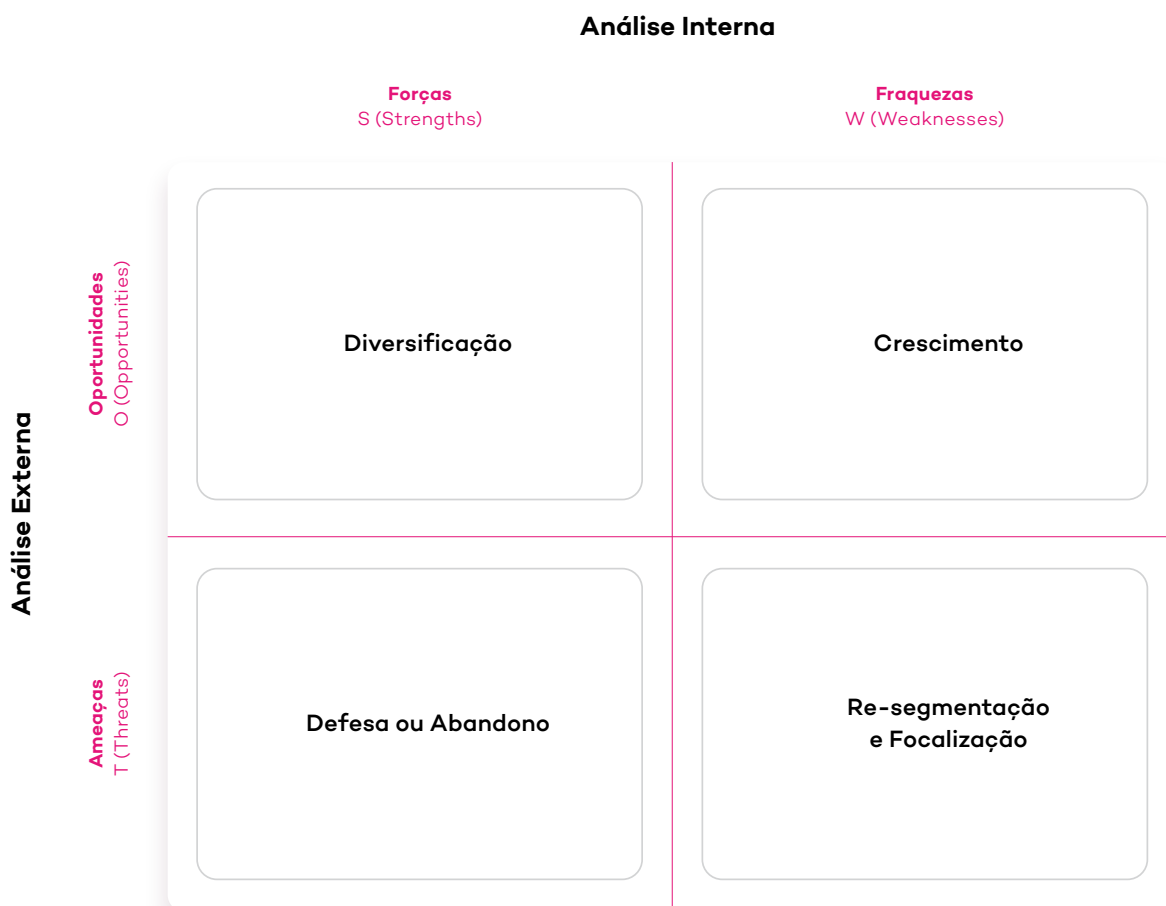 Análise Interna
Forças
S (Strengths)
Fraquezas
W (Weaknesses)
Análise Externa
Oportunidades
O (Opportunities)
Diversificação
Crescimento
Ameaças
T (Threats)
Defesa ou Abandono
Re-segmentação
e Focalização